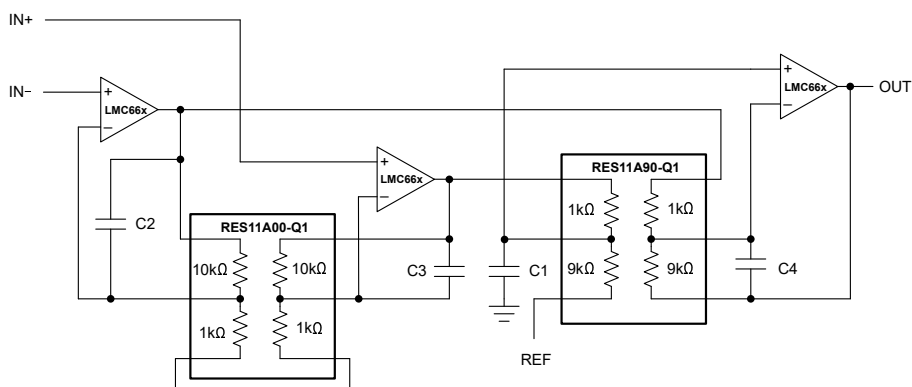 IN+
IN−
LMC66x
OUT
LMC66x
RES11A90-Q1
1kΩ
1kΩ
C2
RES11A00-Q1
10kΩ
10kΩ
C3
C1
9kΩ
9kΩ
C4
1kΩ
1kΩ
REF
LMC66x